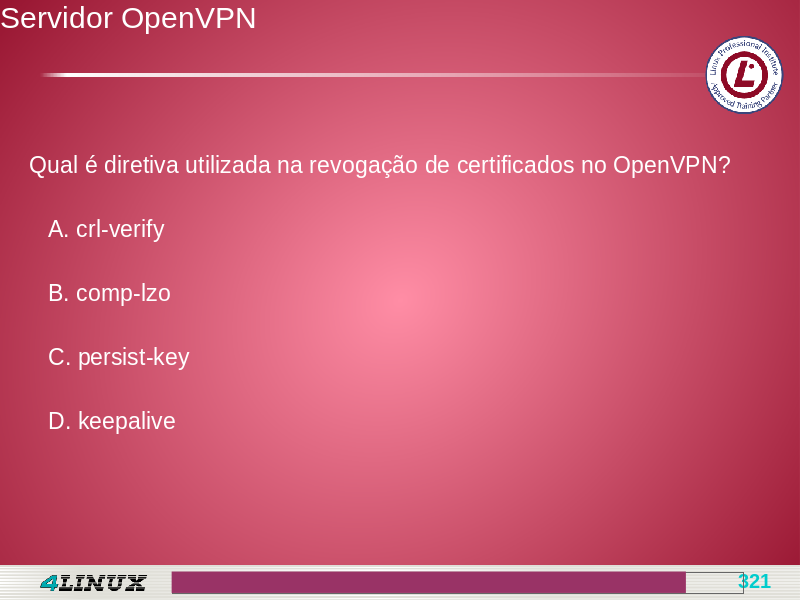 Servidor OpenVPN
Linux Professional Institute
Approved Training Partner
Qual é diretiva utilizada na revogação de certificados no OpenVPN?
A. crl-verify
B. comp-lzo
C. persist-key
D. keepalive
4LINUX
321